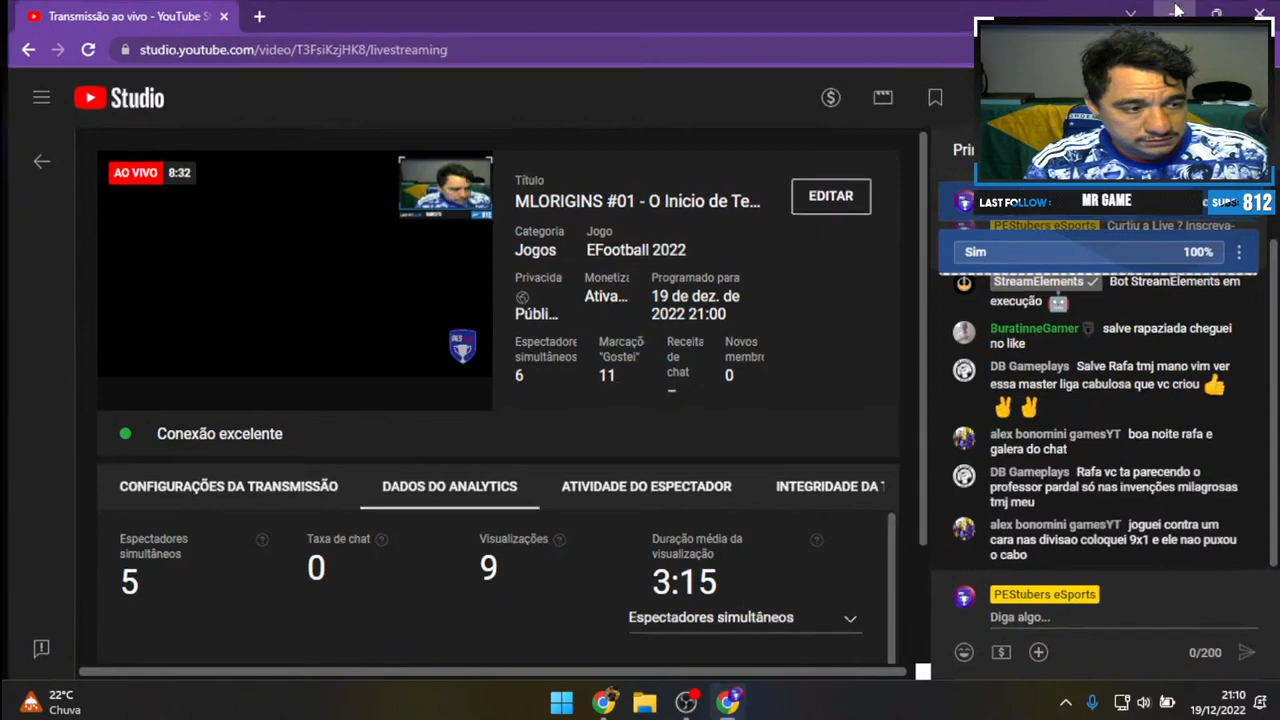 Transmissão ao vivo - YouTube S
studio.youtube.com/video/T3FsiKzjHK8/livestreaming
Studio
AO VIVO 8:32
Título
MLORIGINS #01 - O Inicio de Te...
EDITAR
Categoria
Jogos
Jogo
EFootball 2022
Privacida
Públi...
Monetiz
Ativa...
Programado para
19 de dez. de
2022 21:00
Espectadore
simultâneos
6
Marcaçõ
"Gostei"
11
Receita
de
chat
–
Novos
membro
0
Conexão excelente
CONFIGURAÇÕES DA TRANSMISSÃO
DADOS DO ANALYTICS
ATIVIDADE DO ESPECTADOR
INTEGRIDADE DA
Espectadores
simultâneos
5
Taxa de chat
0
Visualizações
9
Duração média da
visualização
3:15
Espectadores simultâneos
Pri
LAST FOLLOW : MR GAME SUBS: 812
PEStubers eSports Curtiu a Live ? Inscreva-
Sim 100%
StreamElements Bot StreamElements em
execução
BuratinneGamer salve rapaziada cheguei
no like
DB Gameplays Salve Rafa tmj mano vim ver
essa master liga cabulosa que vc criou 👍
✌️ ✌️
alex bonomini gamesYT boa noite rafa e
galera do chat
DB Gameplays Rafa vc ta parecendo o
professor pardal só nas invenções milagrosas
tmj meu
alex bonomini gamesYT joguei contra um
cara nas divisao coloquei 9x1 e ele nao puxou
o cabo
PEStubers eSports
Diga algo...
0/200
22°C
Chuva
21:10
19/12/2022